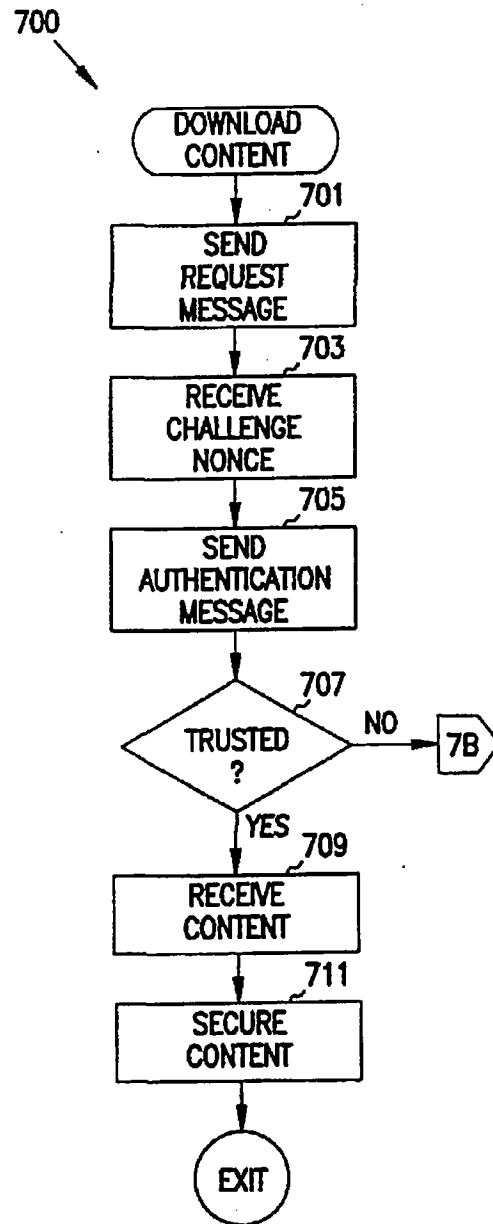 700
DOWNLOAD
CONTENT
701
SEND
REQUEST
MESSAGE
703
RECEIVE
CHALLENGE
NONCE
705
SEND
AUTHENTICATION
MESSAGE
707
TRUSTED
?
NO
7B
YES
709
RECEIVE
CONTENT
711
SECURE
CONTENT
EXIT